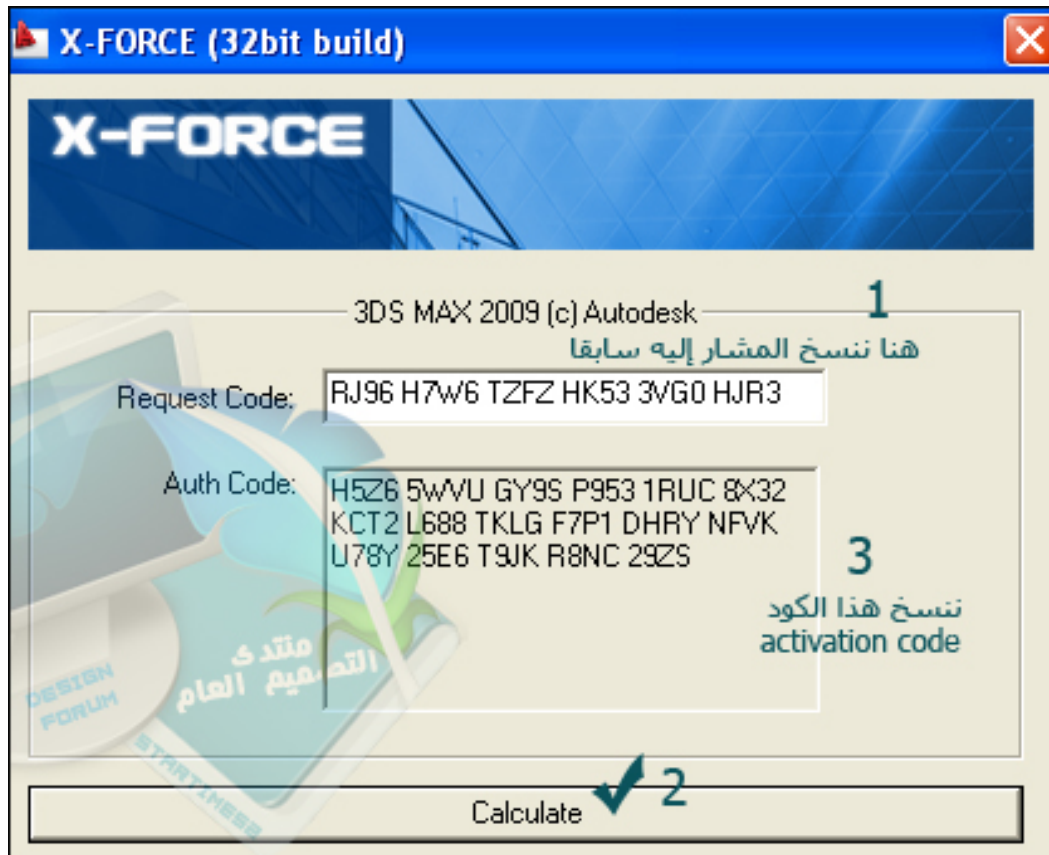 X-FORCE (32bit build)
X-FORCE
3DS MAX 2009 (c) Autodesk
1
هنا ننسخ المشار إليه سابقا
Request Code:
RJ96 H7W6 TZFZ HK53 3VG0 HJR3
Auth Code:
H5Z6 5WVU GY9S P953 1RUC 8X32
KCT2 L688 TKLG F7P1 DHRY NFVK
U78Y 25E6 T9JK R8NC 29ZS
3
ننسخ هذا الكود
activation code
منتدى
التصميم العام
DESIGN
FORUM
STARTIMES2
Calculate
2